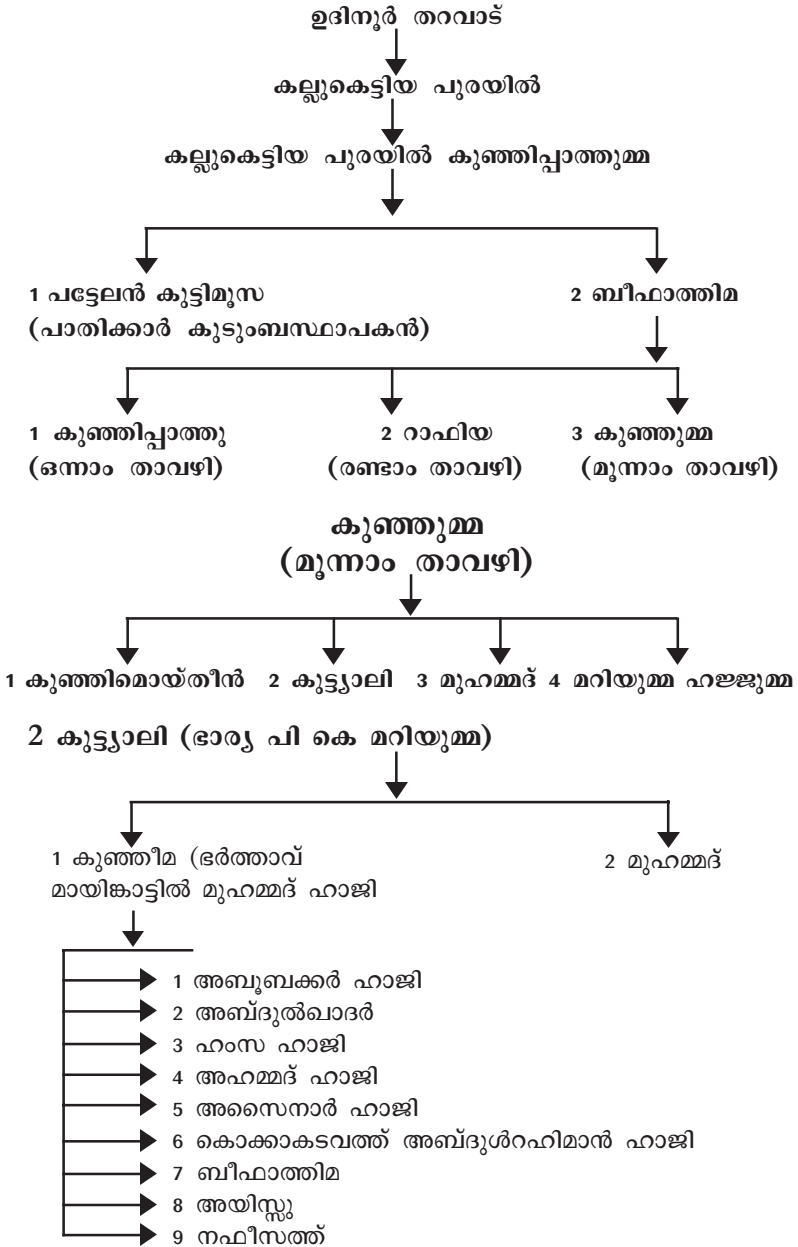 ഉദിനൂർ തറവാട്
കല്ലുകെട്ടിയ പുരയിൽ
കല്ലുകെട്ടിയ പുരയിൽ കുഞ്ഞിപ്പാത്തുമ്മ
1 പട്ടേലൻ കുട്ടിമൂസ
(പാതിക്കാർ കുടുംബസ്ഥാപകൻ)
2 ബീഫാത്തിമ
1 കുഞ്ഞിപ്പാത്തു
(ഒന്നാം താവഴി)
2 റാഫിയ
(രണ്ടാം താവഴി)
3 കുഞ്ഞുമ്മ
(മൂന്നാം താവഴി)
കുഞ്ഞുമ്മ
(മൂന്നാം താവഴി)
1 കുഞ്ഞിമൊയ്തീൻ 2 കുട്ട്യാലി 3 മുഹമ്മദ് 4 മറിയുമ്മ ഹജ്ജുമ്മ
2 കുട്ട്യാലി (ഭാര്യ പി കെ മറിയുമ്മ)
1 കുഞ്ഞീമ (ഭർത്താവ്
മായിങ്കാട്ടിൽ മുഹമ്മദ് ഹാജി
2 മുഹമ്മദ്
1 അബൂബക്കർ ഹാജി
2 അബ്ദുൽഖാദർ
3 ഹംസ ഹാജി
4 അഹമ്മദ് ഹാജി
5 അസൈനാർ ഹാജി
6 കൊക്കാകടവത്ത് അബ്ദുൾറഹിമാൻ ഹാജി
7 ബീഫാത്തിമ
8 അയിസ്സു
9 നഫീസത്ത്